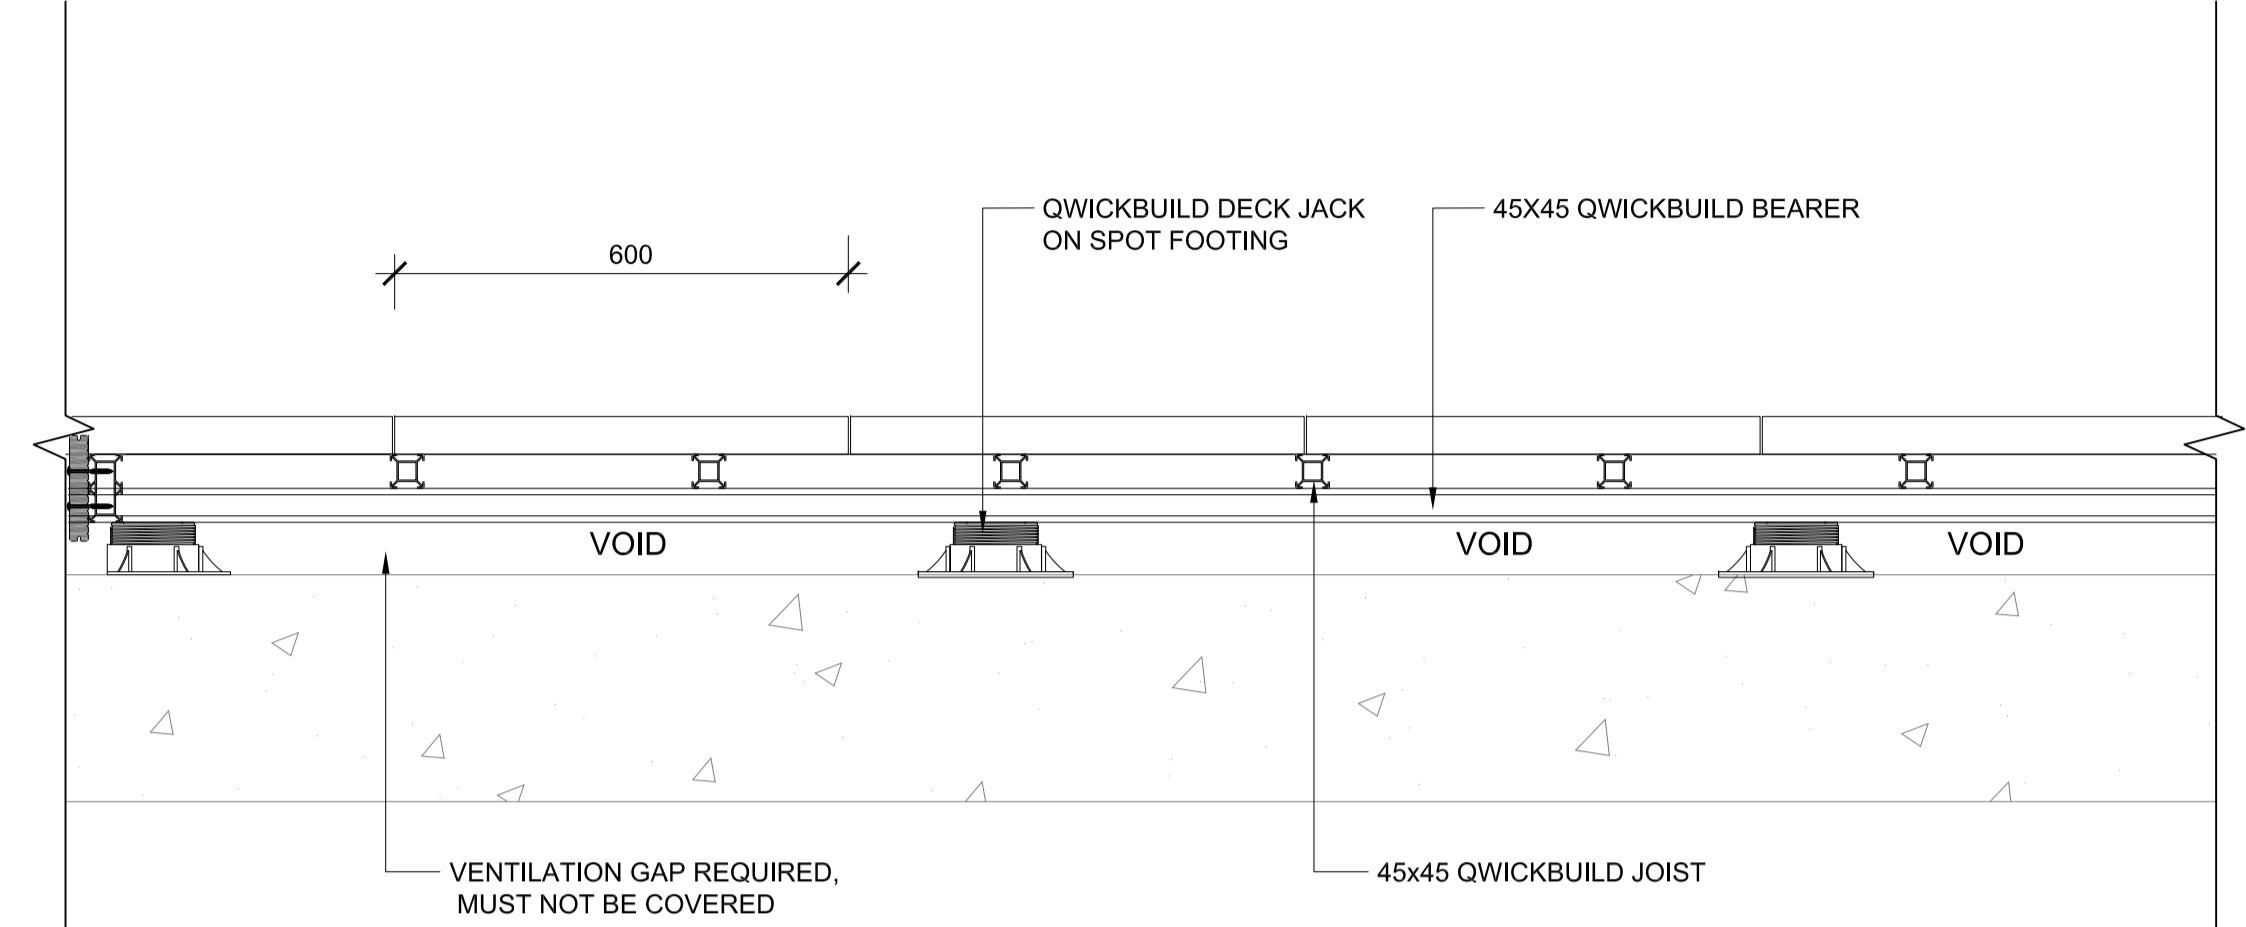 QWICKBUILD DECK JACK
ON SPOT FOOTING
45X45 QWICKBUILD BEARER
600
VOID
VOID
VOID
VENTILATION GAP REQUIRED,
MUST NOT BE COVERED
45x45 QWICKBUILD JOIST